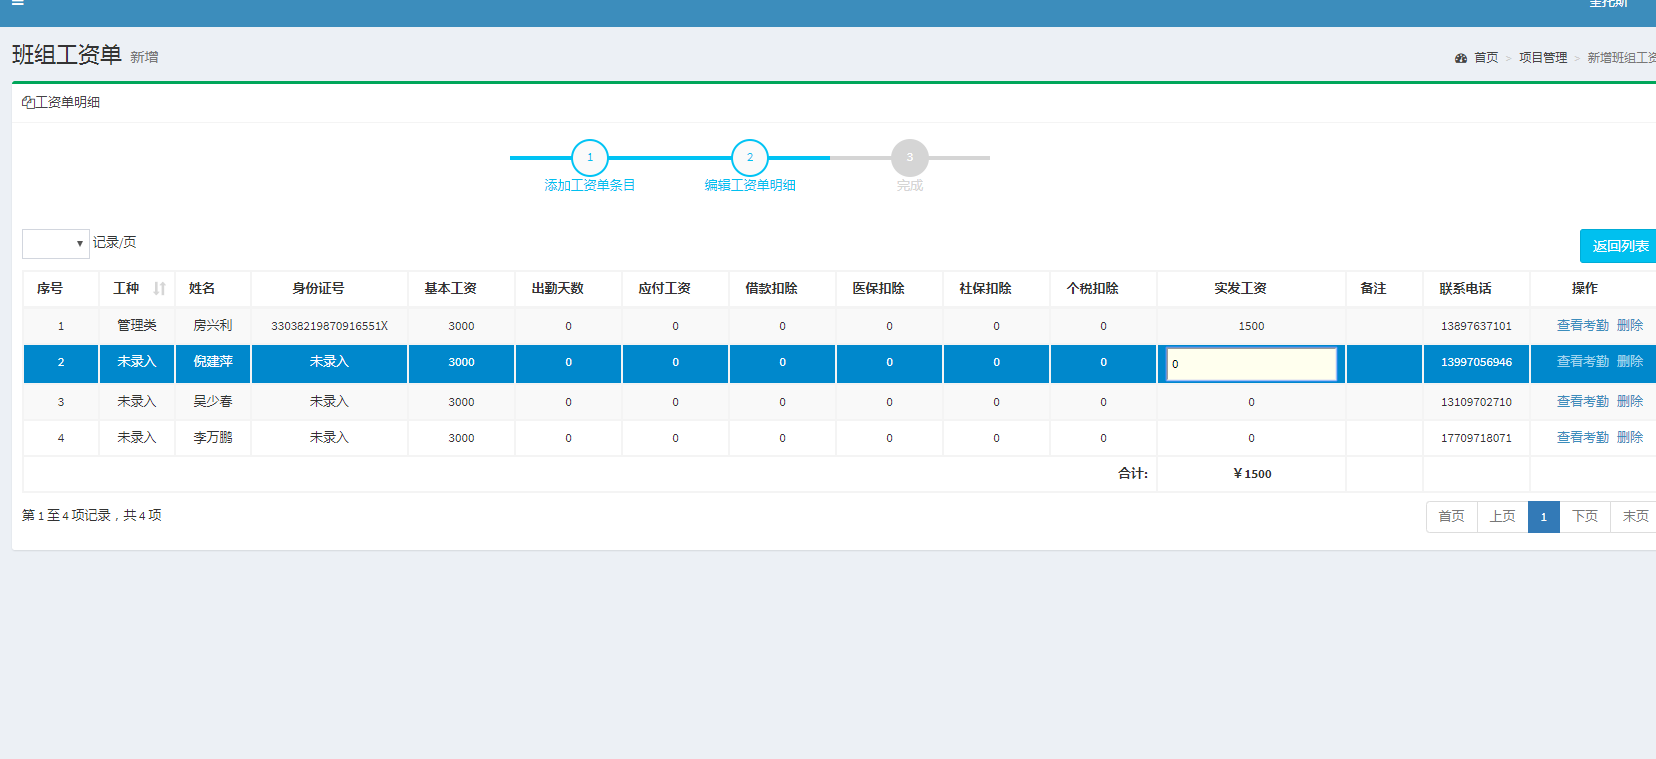 班组工资单 新增
首页 > 项目管理 > 新增班组工资
工资单明细
1 2 3
添加工资单条目 编辑工资单明细 完成
记录/页 返回列表
序号 工种 姓名 身份证号 基本工资 出勤天数 应付工资 借款扣除 医保扣除 社保扣除 个税扣除 实发工资 备注 联系电话 操作
1 管理类 房兴利 33038219870916551X 3000 0 0 0 0 0 0 1500 13897637101 查看考勤 删除
2 未录入 倪建萍 未录入 3000 0 0 0 0 0 0 0 13997056946 查看考勤 删除
3 未录入 吴少春 未录入 3000 0 0 0 0 0 0 0 13109702710 查看考勤 删除
4 未录入 李万鹏 未录入 3000 0 0 0 0 0 0 0 17709718071 查看考勤 删除
合计: ￥1500
第 1 至 4 项记录，共 4 项 首页 上页 1 下页 末页